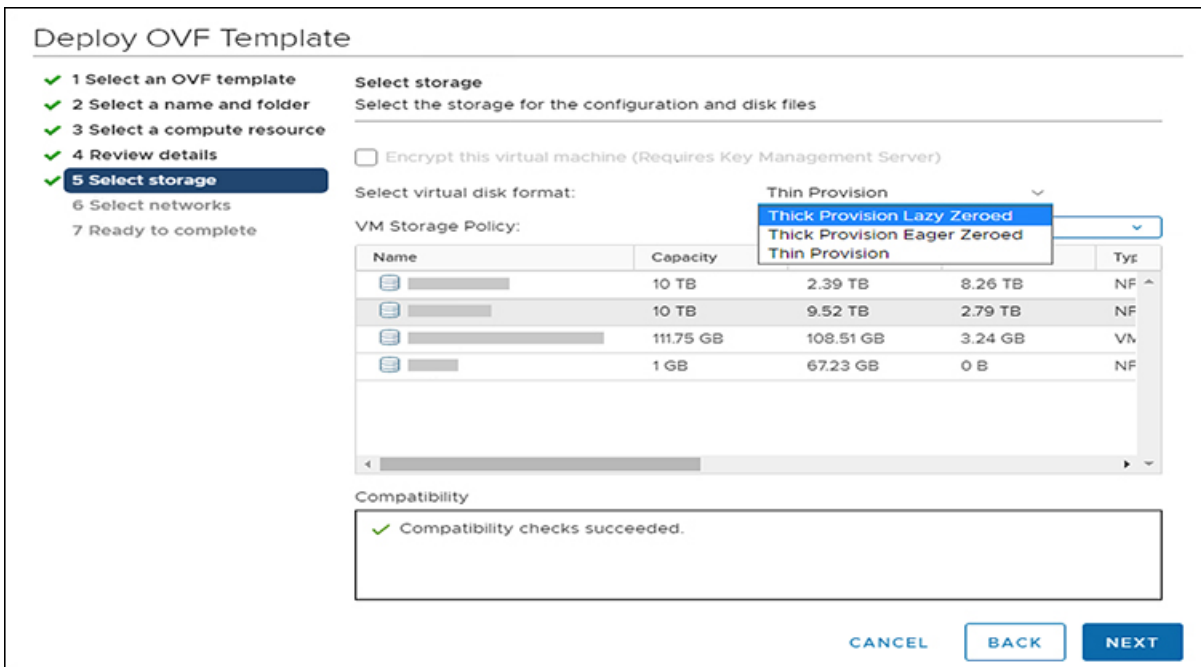 Deploy OVF Template
1 Select an OVF template
2 Select a name and folder
3 Select a compute resource
4 Review details
5 Select storage
6 Select networks
7 Ready to complete
Select storage
Select the storage for the configuration and disk files
Encrypt this virtual machine (Requires Key Management Server)
Select virtual disk format: Thin Provision
Thick Provision Lazy Zeroed
Thick Provision Eager Zeroed
Thin Provision
VM Storage Policy:
Name Capacity Typ
10 TB 2.39 TB 8.26 TB NF
10 TB 9.52 TB 2.79 TB NF
111.75 GB 108.51 GB 3.24 GB VM
1 GB 67.23 GB 0 B NF
Compatibility
Compatibility checks succeeded.
CANCEL BACK NEXT